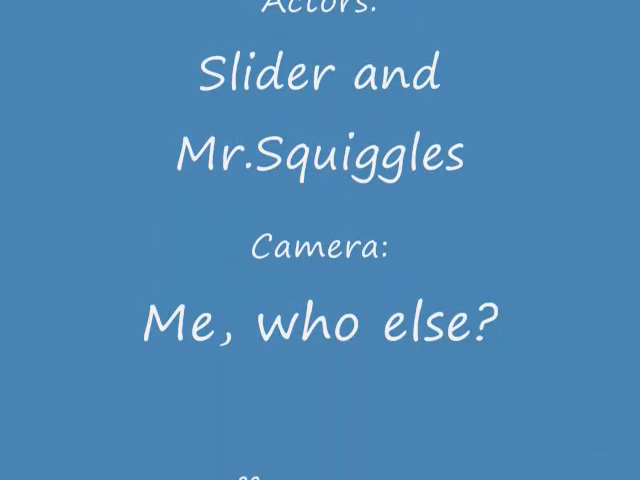 Actors:
Slider and
Mr.Squiggles
Camera:
Me, who else?